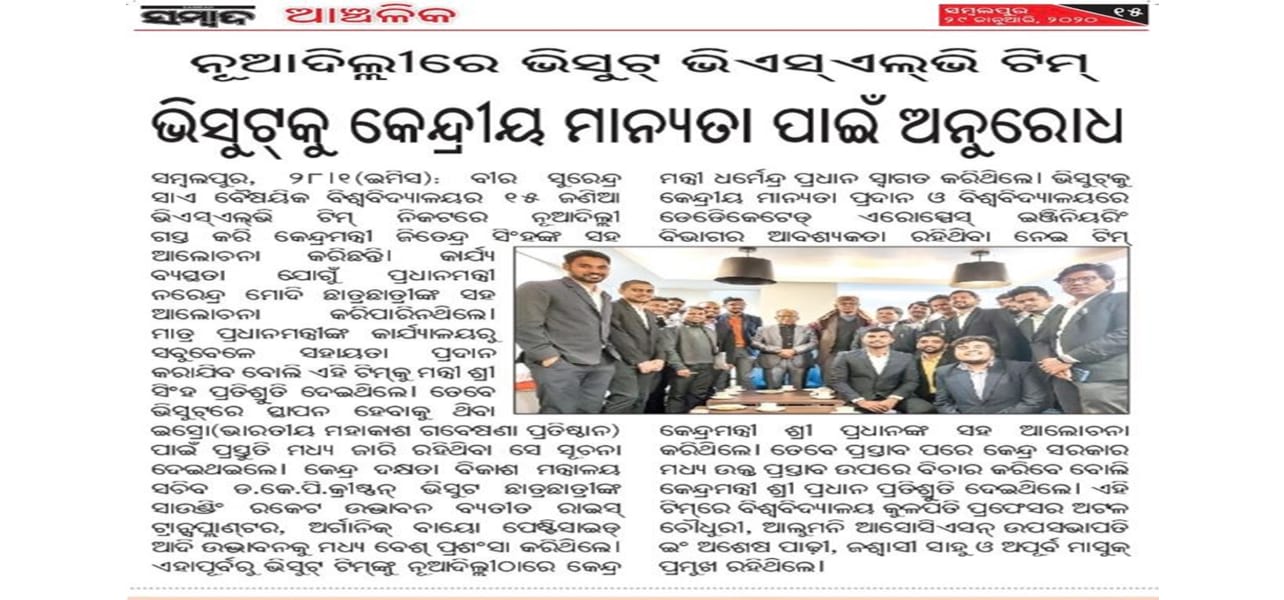 ସମ୍ବାଦ
ଆଞ୍ଚଳିକ
ସମ୍ବଲପୁର
୨୯ ଜାନୁଆରି, ୨୦୨୦
୧୫
ନୂଆଦିଲ୍ଲୀରେ ଭିସୁଟ୍ ଭିଏସ୍ଏଲ୍‌ଭି ଟିମ୍
ଭିସୁଟ୍‌କୁ କେନ୍ଦ୍ରୀୟ ମାନ୍ୟତା ପାଇଁ ଅନୁରୋଧ
ସମ୍ବଲପୁର, ୨୮।୧(ଇମିସ): ବୀର ସୁରେନ୍ଦ୍ର
ସାଏ ବୈଷୟିକ ବିଶ୍ୱବିଦ୍ୟାଳୟର ୧୫ ଜଣିଆ
ଭିଏସ୍ଏଲ୍‌ଭି ଟିମ୍ ନିକଟରେ ନୂଆଦିଲ୍ଲୀ
ଗସ୍ତ କରି କେନ୍ଦ୍ରମନ୍ତ୍ରୀ ଜିତେନ୍ଦ୍ର ସିଂହଙ୍କ ସହ
ଆଲୋଚନା କରିଛନ୍ତି। କାର୍ଯ୍ୟ
ବ୍ୟସ୍ତତା ଯୋଗୁଁ ପ୍ରଧାନମନ୍ତ୍ରୀ
ନରେନ୍ଦ୍ର ମୋଦି ଛାତ୍ରଛାତ୍ରୀଙ୍କ ସହ
ଆଲୋଚନା କରିପାରିନଥିଲେ।
ମାତ୍ର ପ୍ରଧାନମନ୍ତ୍ରୀଙ୍କ କାର୍ଯ୍ୟାଳୟରୁ
ସବୁବେଳେ ସହାୟତା ପ୍ରଦାନ
କରାଯିବ ବୋଲି ଏହି ଟିମ୍‌କୁ ମନ୍ତ୍ରୀ ଶ୍ରୀ
ସିଂହ ପ୍ରତିଶ୍ରୁତି ଦେଇଥିଲେ। ତେବେ
ଭିସୁଟ୍‌ରେ ସ୍ଥାପନ ହେବାକୁ ଥିବା
ଇସ୍ରୋ(ଭାରତୀୟ ମହାକାଶ ଗବେଷଣା ପ୍ରତିଷ୍ଠାନ)
ପାଇଁ ପ୍ରସ୍ତୁତି ମଧ୍ୟ ଜାରି ରହିଥିବା ସେ ସୂଚନା
ଦେଇଥଇଲେ। କେନ୍ଦ୍ର ଦକ୍ଷତା ବିକାଶ ମନ୍ତ୍ରାଳୟ
ସଚିବ ଡ.କେ.ପି.କ୍ରୀଷ୍ଣନ୍ ଭିସୁଟ ଛାତ୍ରଛାତ୍ରୀଙ୍କ
ସାଉଣ୍ଡିଂ ରକେଟ ଉଦ୍ଭାବନ ବ୍ୟତୀତ ରାଇସ୍
ଟ୍ରାନ୍ସପ୍ଲାଣ୍ଟର, ଅର୍ଗାନିକ୍ ବାୟୋ ପେଷ୍ଟିସାଇଡ୍
ଆଦି ଉଦ୍ଭାବନକୁ ମଧ୍ୟ ବେଶ୍ ପ୍ରଶଂସା କରିଥିଲେ।
ଏହାପୂର୍ବରୁ ଭିସୁଟ୍ ଟିମ୍‌ଙ୍କୁ ନୂଆଦିଲ୍ଲୀଠାରେ କେନ୍ଦ୍ର
ମନ୍ତ୍ରୀ ଧର୍ମେନ୍ଦ୍ର ପ୍ରଧାନ ସ୍ୱାଗତ କରିଥିଲେ। ଭିସୁଟ୍‌କୁ
କେନ୍ଦ୍ରୀୟ ମାନ୍ୟତା ପ୍ରଦାନ ଓ ବିଶ୍ୱବିଦ୍ୟାଳୟରେ
ଡେଡିକେଟେଡ୍ ଏରୋସ୍ପେସ୍ ଇଞ୍ଜିନିୟରିଂ
ବିଭାଗର ଆବଶ୍ୟକତା ରହିଥିବା ନେଇ ଟିମ୍
କେନ୍ଦ୍ରମନ୍ତ୍ରୀ ଶ୍ରୀ ପ୍ରଧାନଙ୍କ ସହ ଆଲୋଚନା
କରିଥିଲେ। ତେବେ ପ୍ରସ୍ତାବ ପରେ କେନ୍ଦ୍ର ସରକାର
ମଧ୍ୟ ଉକ୍ତ ପ୍ରସ୍ତାବ ଉପରେ ବିଚାର କରିବେ ବୋଲି
କେନ୍ଦ୍ରମନ୍ତ୍ରୀ ଶ୍ରୀ ପ୍ରଧାନ ପ୍ରତିଶ୍ରୁତି ଦେଇଥିଲେ। ଏହି
ଟିମ୍‌ରେ ବିଶ୍ୱବିଦ୍ୟାଳୟ କୁଳପତି ପ୍ରଫେସର ଅଟଳ
ଚୌଧୁରୀ, ଆଲୁମନି ଆସୋସିଏସନ୍ ଉପସଭାପତି
ଇଂ ଅଶେଷ ପାଢ଼ୀ, ଜଶ୍ୱାସୀ ସାହୁ ଓ ଅପୂର୍ବ ମାସୁକ୍
ପ୍ରମୁଖ ରହିଥିଲେ।